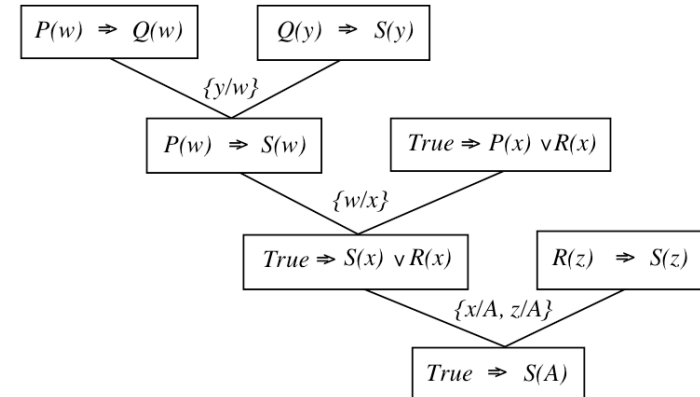 P(w) ⇒ Q(w)
Q(y) ⇒ S(y)
{y/w}
P(w) ⇒ S(w)
True ⇒ P(x) ∨ R(x)
{w/x}
True ⇒ S(x) ∨ R(x)
R(z) ⇒ S(z)
{x/A, z/A}
True ⇒ S(A)